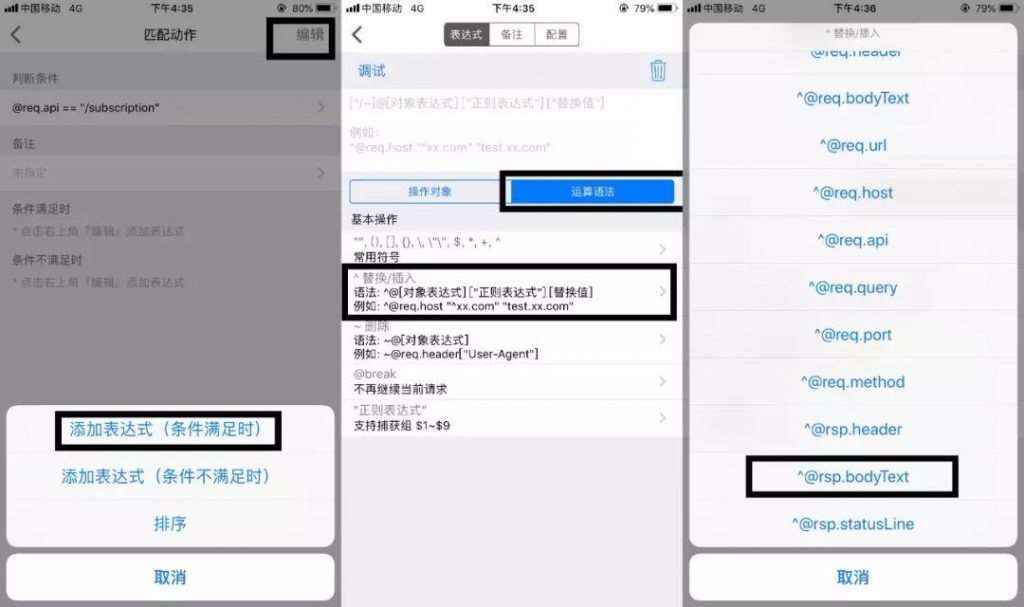 中国移动 4G 下午4:35 80%
匹配动作
编辑
判断条件
@req.api == "/subscription"
备注
未指定
条件满足时
* 点击右上角「编辑」添加表达式
条件不满足时
* 点击右上角「编辑」添加表达式
添加表达式（条件满足时）
添加表达式（条件不满足时）
排序
取消
中国移动 4G 下午4:35 79%
表达式 备注 配置
调试
[^/~]@[对象表达式]["正则表达式"]["替换值"]
例如:
^@req.host "^xx.com" "test.xx.com"
操作对象 运算语法
基本操作
"", (), [], {}, \, \"\", $, *, +, ^
常用符号
^ 替换/插入
语法: ^@[对象表达式]["正则表达式"][替换值]
例如: ^@req.host "^xx.com" "test.xx.com"
~ 删除
语法: ~@[对象表达式]
例如: ~@req.header["User-Agent"]
@break
不再继续当前请求
"正则表达式"
支持捕获组 $1~$9
中国移动 4G 下午4:36 79%
^ 替换/插入
^@req.header
^@req.bodyText
^@req.url
^@req.host
^@req.api
^@req.query
^@req.port
^@req.method
^@rsp.header
^@rsp.bodyText
^@rsp.statusLine
取消